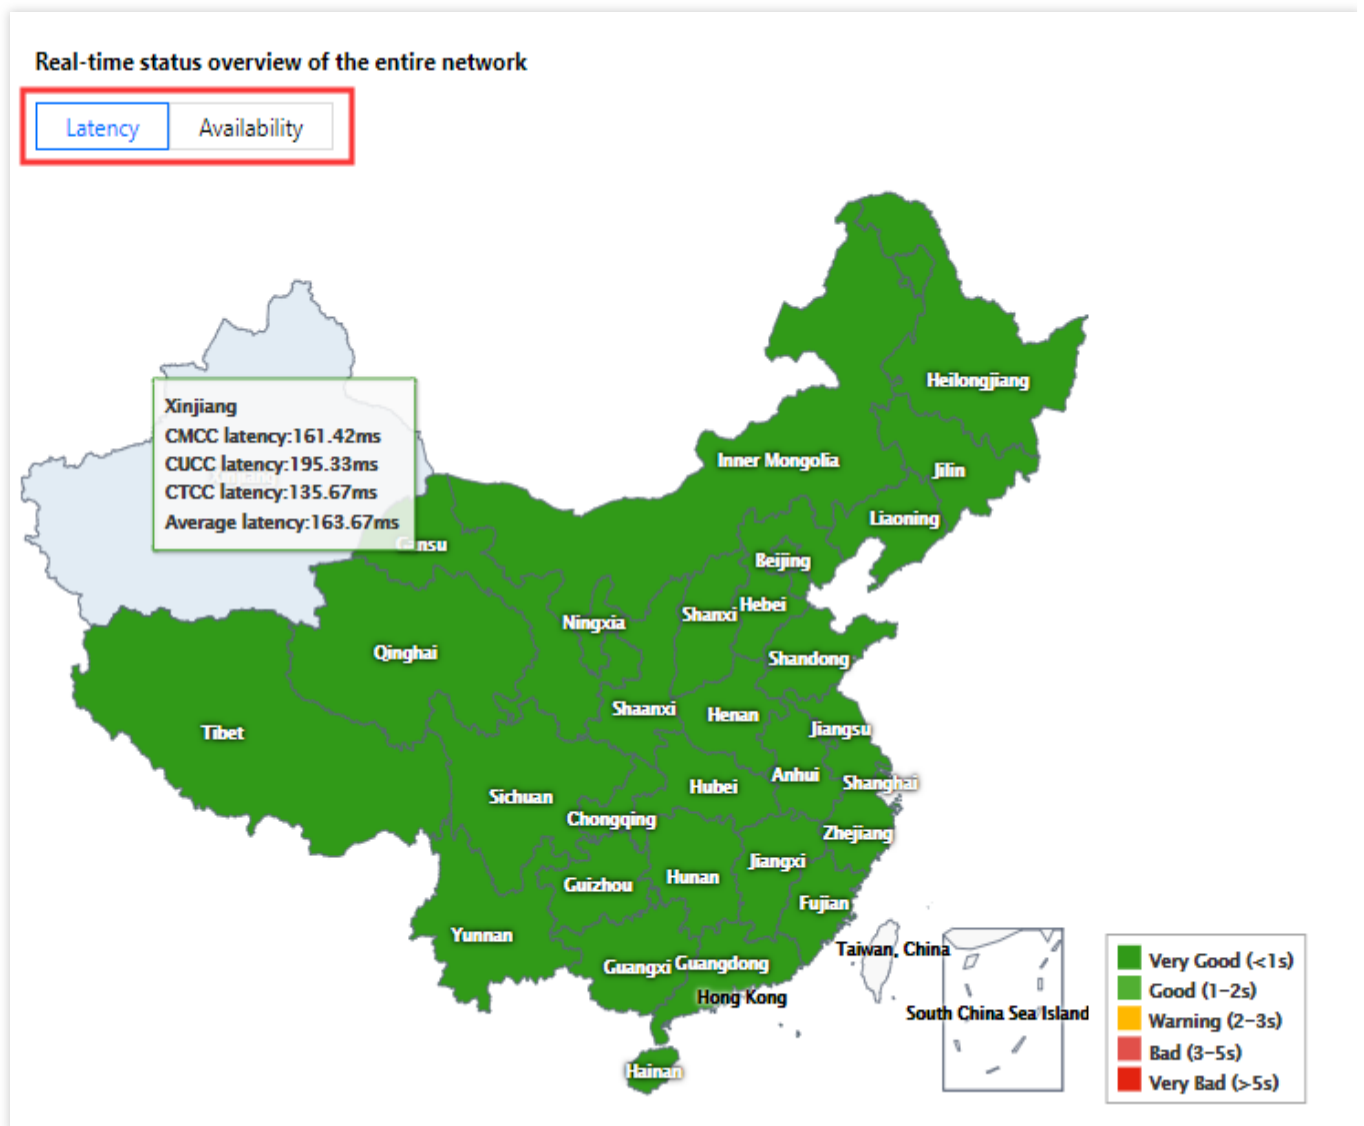 Real-time status overview of the entire network
Latency
Availability
Heilongjiang
Xinjiang
CMCC latency:161.42ms
CUCC latency:195.33ms
CTCC latency:135.67ms
Average latency:163.67ms
Inner Mongolia
Jilin
Liaoning
Gansu
Beijing
Hebei
Shanxi
Ningxia
Qinghai
Shandong
Shaanxi
Henan
Jiangsu
Tibet
Anhui
Shanghai
Hubei
Sichuan
Chongqing
Zhejiang
Jiangxi
Hunan
Guizhou
Fujian
Yunnan
Taiwan, China
Guangxi
Guangdong
Hong Kong
South China Sea Island
Hainan
Very Good (<1s)
Good (1-2s)
Warning (2-3s)
Bad (3-5s)
Very Bad (>5s)